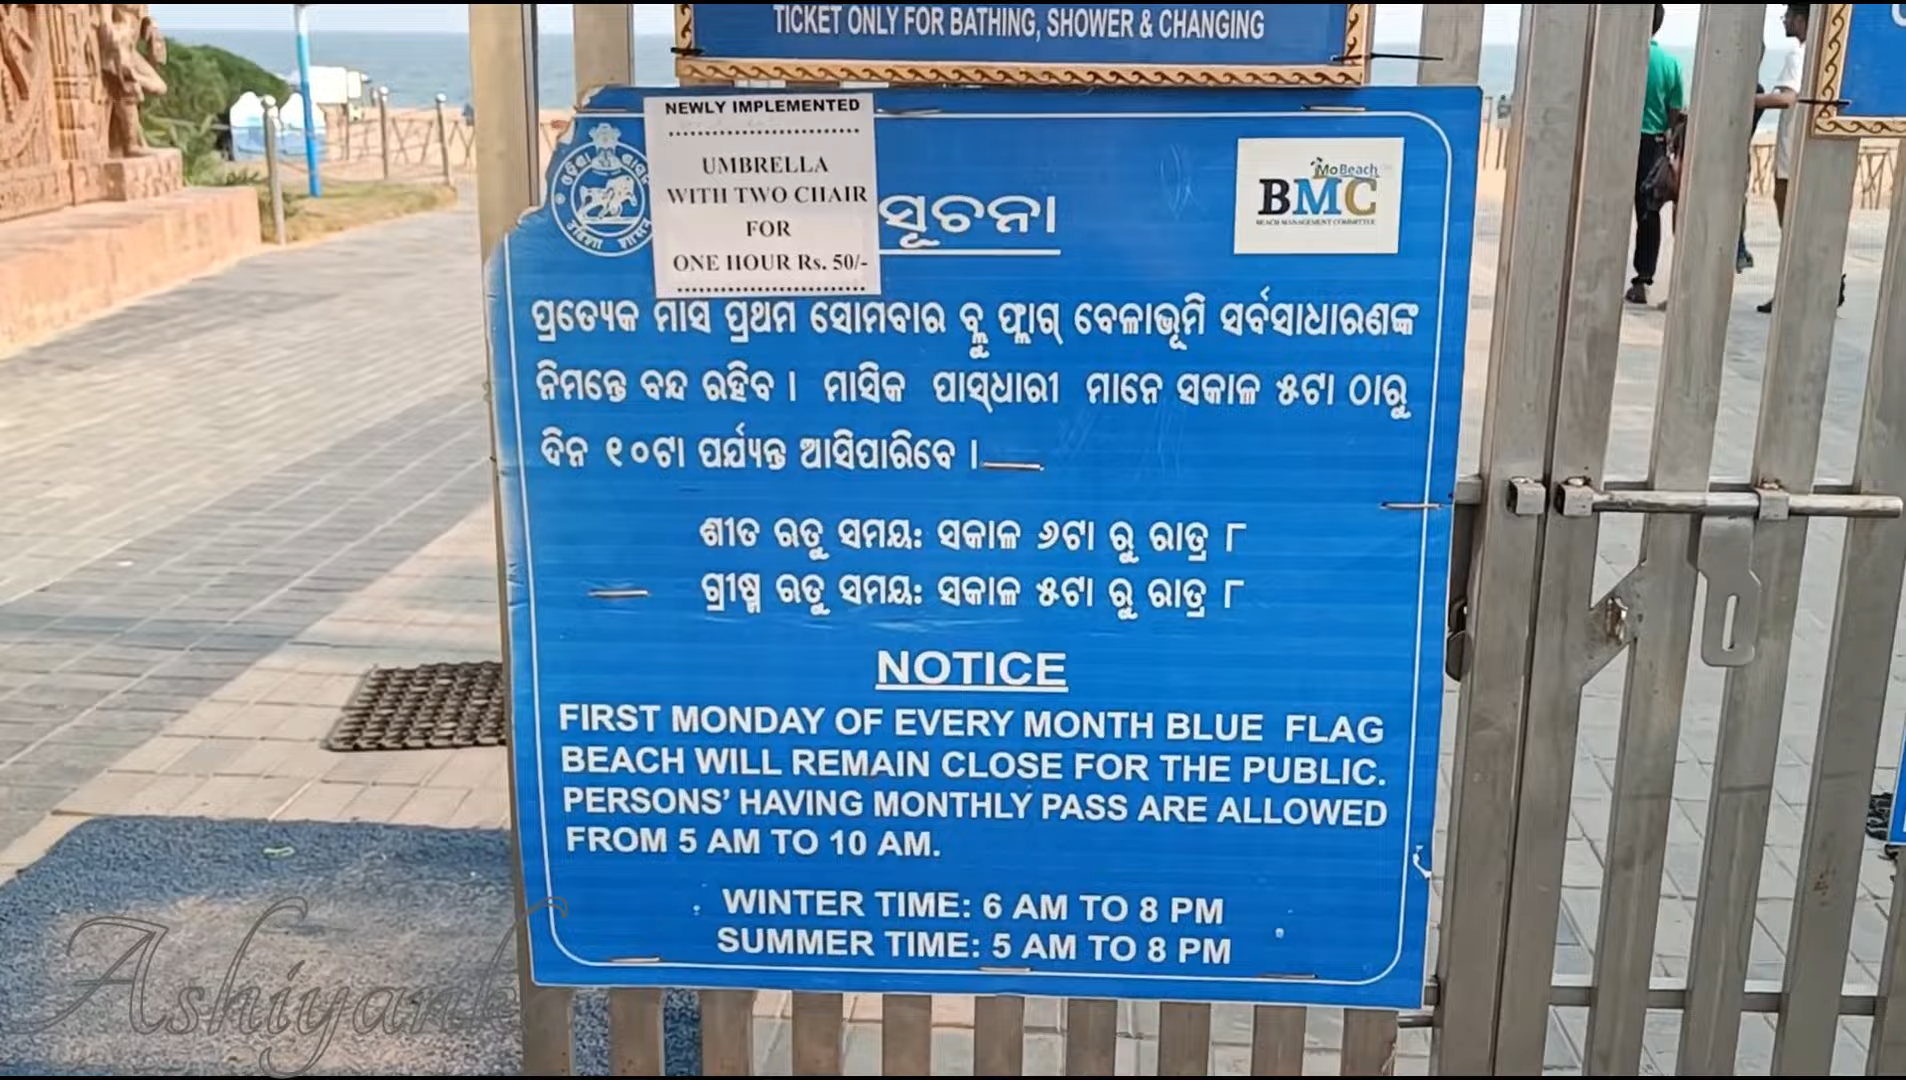 TICKET ONLY FOR BATHING, SHOWER & CHANGING
NEWLY IMPLEMENTED
UMBRELLA
WITH TWO CHAIR
FOR
ONE HOUR Rs. 50/-
ସୂଚନା
MoBeach
BMC
BEACH MANAGEMENT COMMITTEE
ପ୍ରତ୍ୟେକ ମାସ ପ୍ରଥମ ସୋମବାର ବ୍ଲୁ ଫ୍ଲାଗ୍ ବେଳାଭୂମି ସର୍ବସାଧାରଣଙ୍କ
ନିମନ୍ତେ ବନ୍ଦ ରହିବ । ମାସିକ ପାସ୍‌ଧାରୀ ମାନେ ସକାଳ ୫ଟା ଠାରୁ
ଦିନ ୧୦ଟା ପର୍ଯ୍ୟନ୍ତ ଆସିପାରିବେ ।
ଶୀତ ଋତୁ ସମୟ: ସକାଳ ୬ଟା ରୁ ରାତ୍ର ୮
ଗ୍ରୀଷ୍ମ ଋତୁ ସମୟ: ସକାଳ ୫ଟା ରୁ ରାତ୍ର ୮
NOTICE
FIRST MONDAY OF EVERY MONTH BLUE FLAG
BEACH WILL REMAIN CLOSE FOR THE PUBLIC.
PERSONS’ HAVING MONTHLY PASS ARE ALLOWED
FROM 5 AM TO 10 AM.
WINTER TIME: 6 AM TO 8 PM
SUMMER TIME: 5 AM TO 8 PM
Ashiyank